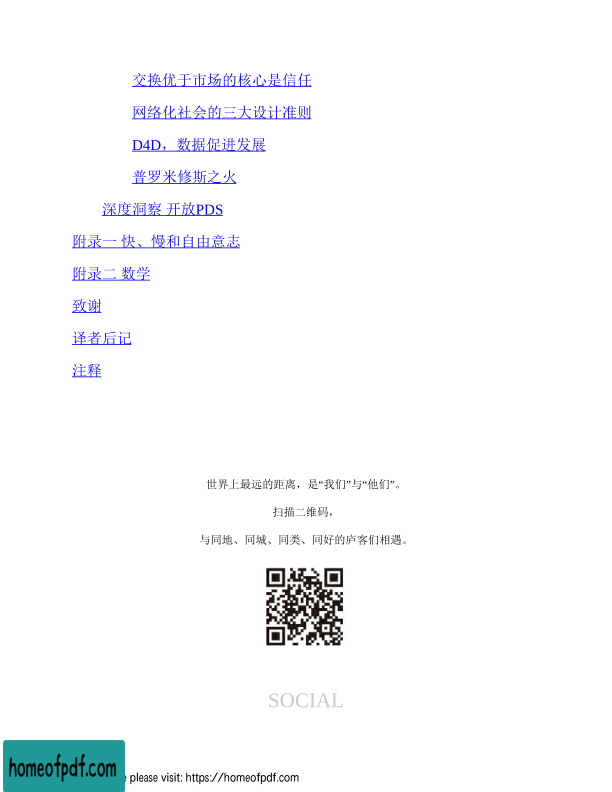 交换优于市场的核心是信任
网络化社会的三大设计准则
D4D，数据促进发展
普罗米修斯之火
深度洞察 开放PDS
附录一 快、慢和自由意志
附录二 数学
致谢
译者后记
注释
世界上最远的距离，是“我们”与“他们”。
扫描二维码，
与同地、同城、同类、同好的庐客们相遇。
SOCIAL
homeofpdf.com
please visit: https://homeofpdf.com